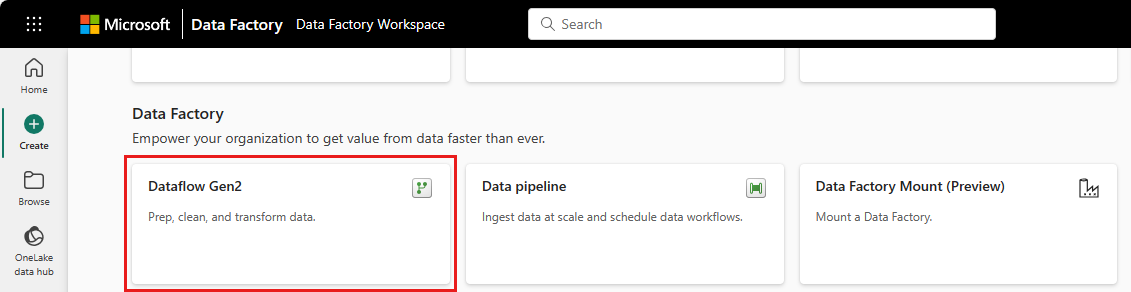 Microsoft Data Factory Data Factory Workspace Search
Home
Create
Browse
OneLake
data hub
Data Factory
Empower your organization to get value from data faster than ever.
Dataflow Gen2
Prep, clean, and transform data.
Data pipeline
Ingest data at scale and schedule data workflows.
Data Factory Mount (Preview)
Mount a Data Factory.